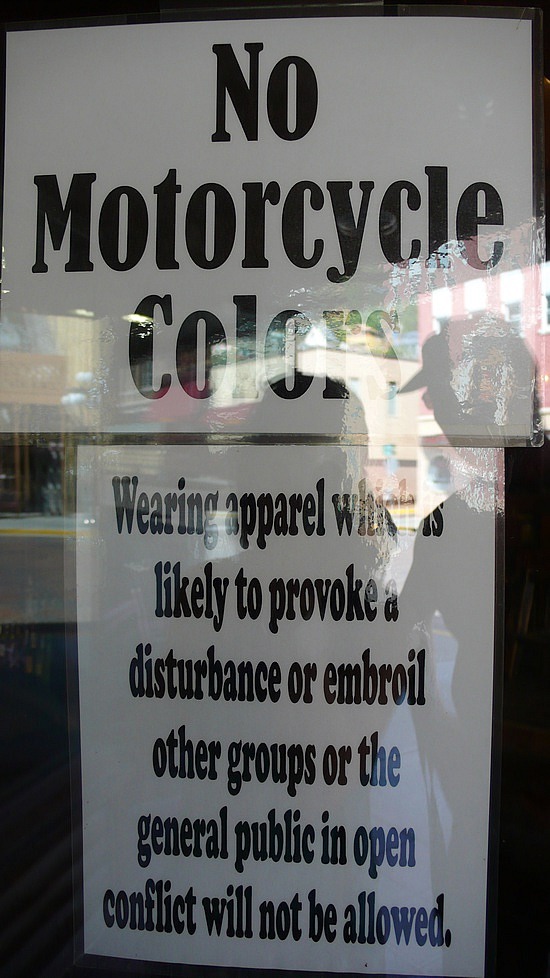 No
Motorcycle
Colors
Wearing apparel which is
likely to provoke a
disturbance or embroil
other groups or the
general public in open
conflict will not be allowed.